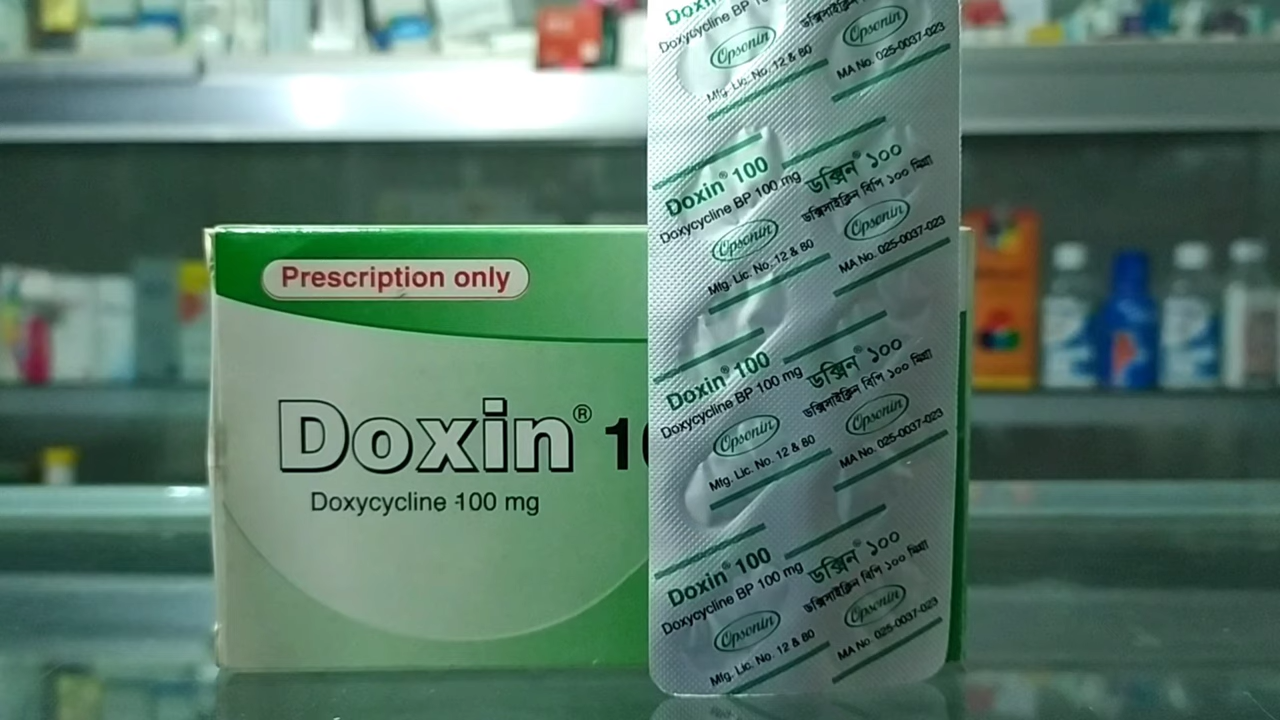 Prescription only
Doxin® 10
Doxycycline 100 mg
Doxin
Doxycycline BP 10
Opsonin
Mfg. Lic. No. 12 & 80
Opsonin
MA No. 025-0037-023
Doxin® 100
Doxycycline BP 100 mg
Opsonin
Mfg. Lic. No. 12 & 80
ডক্সিন® ১০০
ডক্সিসাইক্লিন বিপি ১০০ মিগ্রা
Opsonin
MA No. 025-0037-023
Doxin® 100
Doxycycline BP 100 mg
Opsonin
Mfg. Lic. No. 12 & 80
ডক্সিন® ১০০
ডক্সিসাইক্লিন বিপি ১০০ মিগ্রা
Opsonin
MA No. 025-0037-023
Doxin® 100
Doxycycline BP 100 mg
Opsonin
Mfg. Lic. No. 12 & 80
ডক্সিন® ১০০
ডক্সিসাইক্লিন বিপি ১০০ মিগ্রা
Opsonin
MA No. 025-0037-023